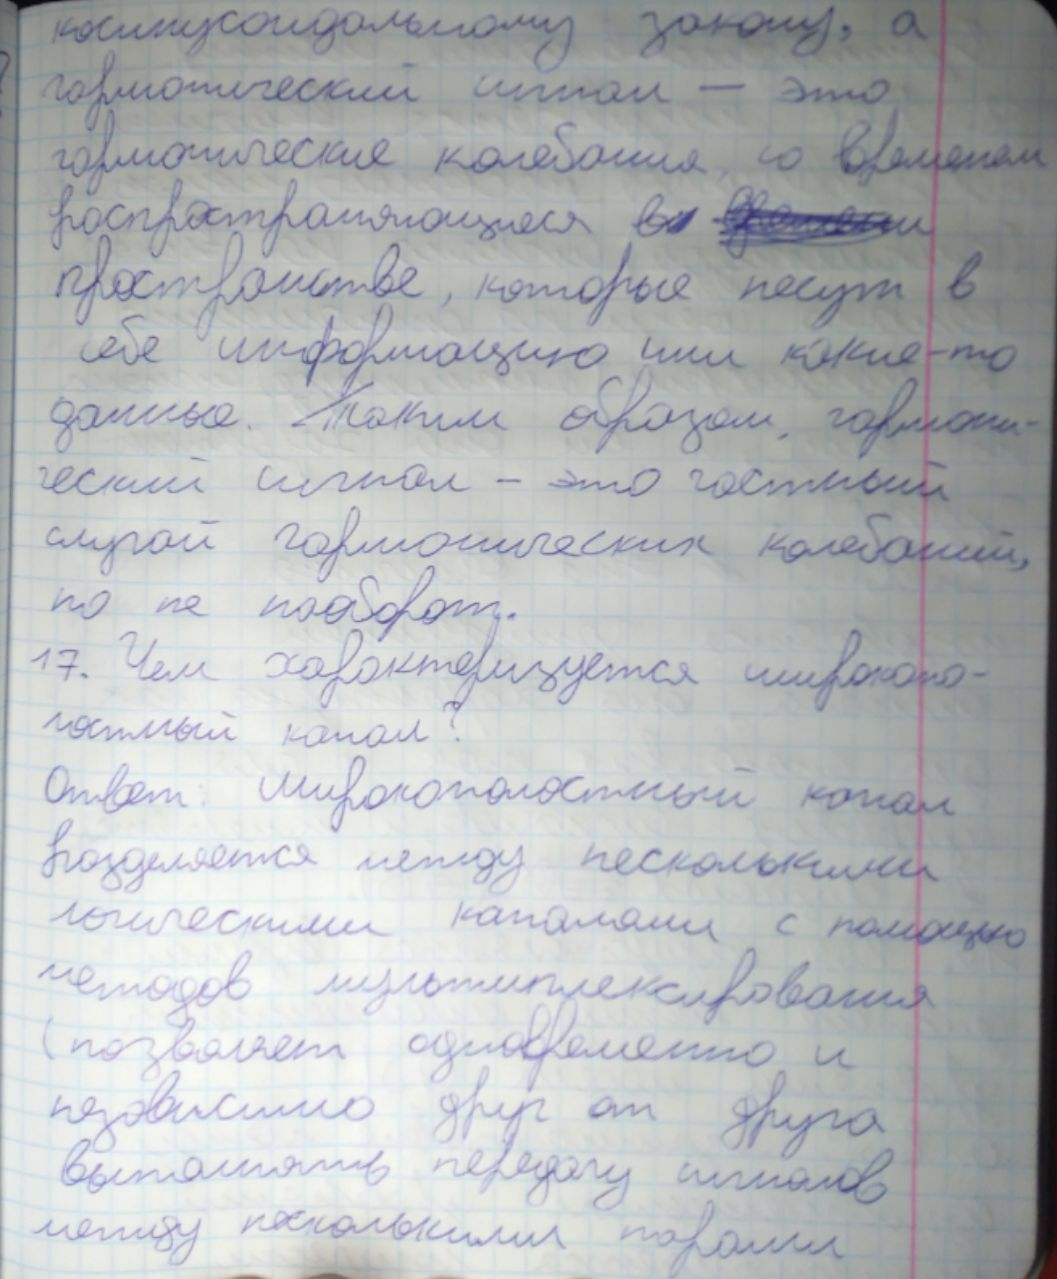 косинусоидальному закону, а
гармонический сигнал — это
гармонические колебания, со временем
распространяющиеся в
пространстве, которые несут в
себе информацию или какие-то
данные. Таким образом, гармони-
ческий сигнал – это частный
случай гармонических колебаний,
но не наоборот.
17. Чем характеризуется широкопо-
лостный канал?
Ответ: Широкополостный канал
разделяется между несколькими
логическими каналами с помощью
методов мультиплексирования
(позволяет одновременно и
независимо друг от друга
выполнять передачу сигналов
между несколькими парами